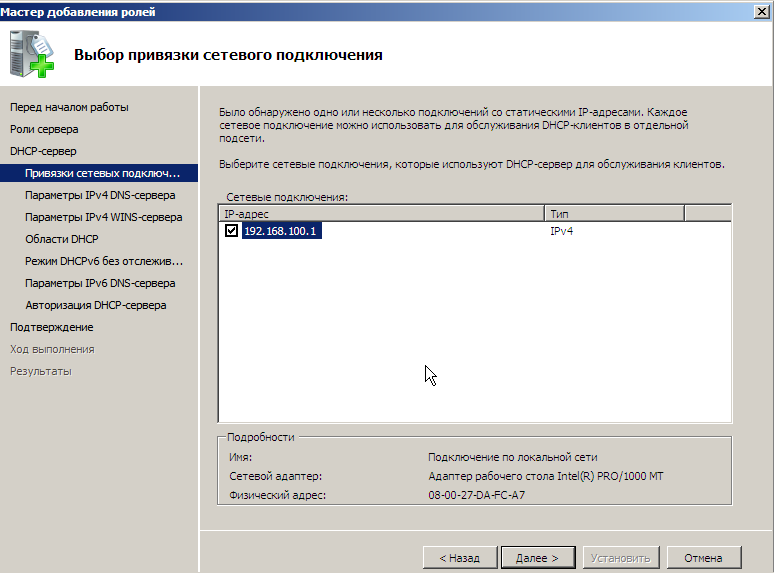 Мастер добавления ролей
Выбор привязки сетевого подключения
Перед началом работы
Роли сервера
DHCP-сервер
Привязки сетевых подключ...
Параметры IPv4 DNS-сервера
Параметры IPv4 WINS-сервера
Области DHCP
Режим DHCPv6 без отслежив...
Параметры IPv6 DNS-сервера
Авторизация DHCP-сервера
Подтверждение
Ход выполнения
Результаты
Было обнаружено одно или несколько подключений со статическими IP-адресами. Каждое
сетевое подключение можно использовать для обслуживания DHCP-клиентов в отдельной
подсети.
Выберите сетевые подключения, которые используют DHCP-сервер для обслуживания клиентов.
Сетевые подключения:
IP-адрес Тип
192.168.100.1 IPv4
Подробности
Имя: Подключение по локальной сети
Сетевой адаптер: Адаптер рабочего стола Intel(R) PRO/1000 MT
Физический адрес: 08-00-27-DA-FC-A7
< Назад Далее > Установить Отмена